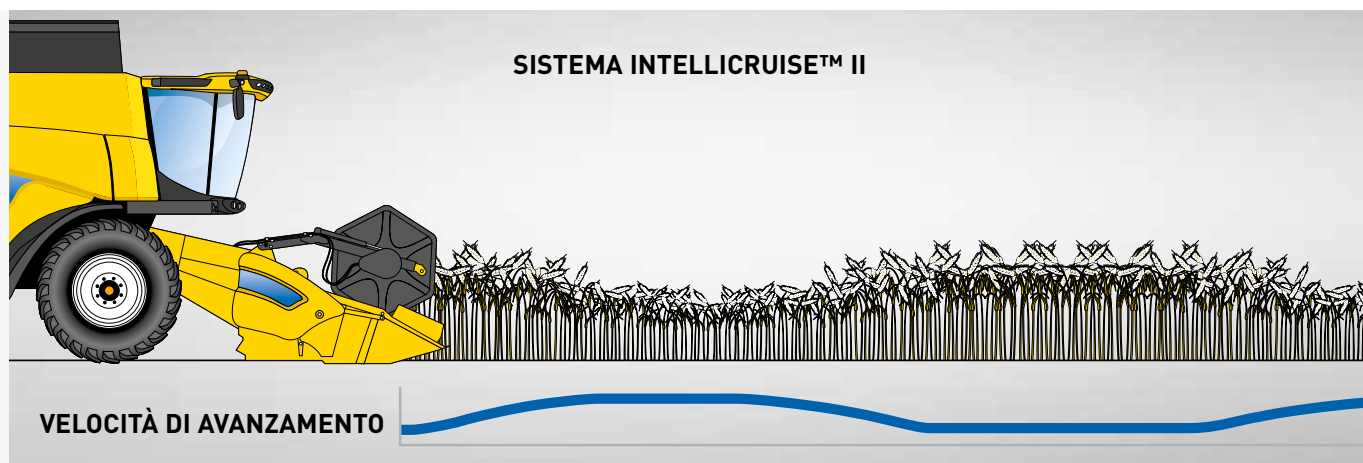 SISTEMA INTELLICRUISE™ II
VELOCITÀ DI AVANZAMENTO